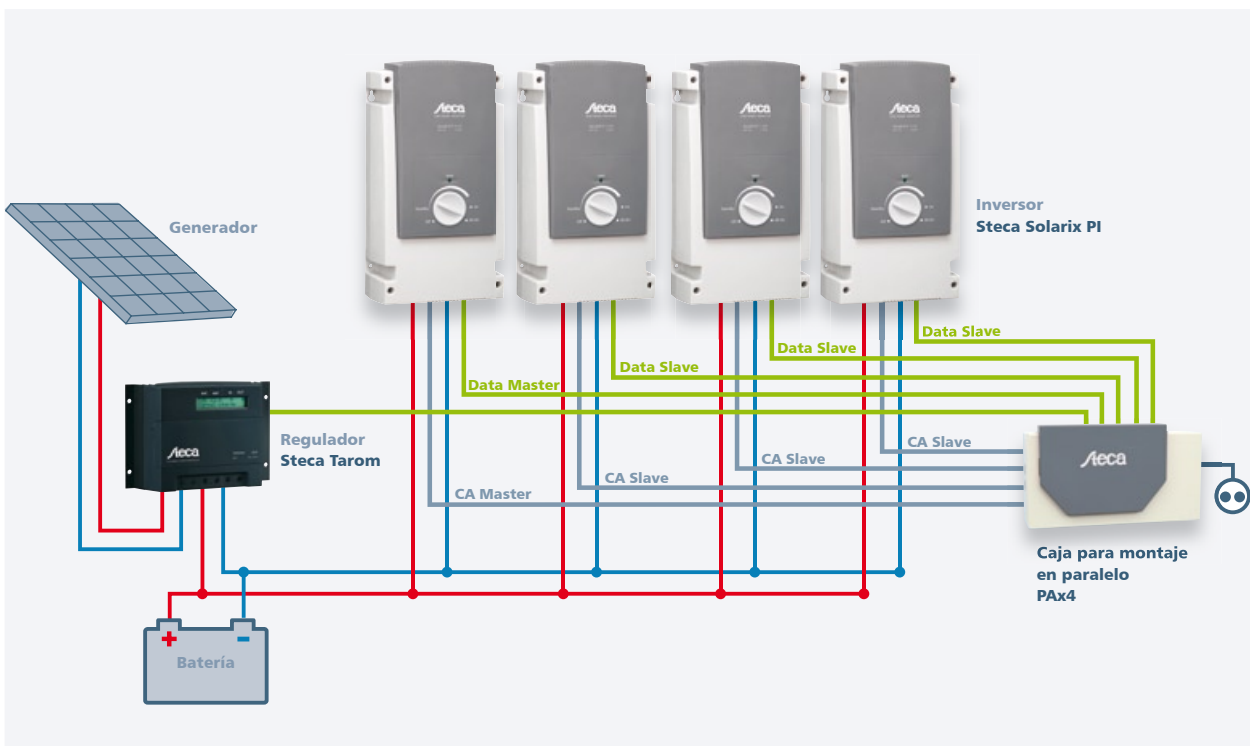 Steca
Steca
Steca
Steca
Inversor
Steca Solarix PI
Generador
Data Slave
Data Slave
Data Slave
Data Master
Regulador
Steca Tarom
Steca
CA Slave
CA Slave
CA Slave
CA Master
Steca
Caja para montaje
en paralelo
PAx4
+
−
Batería